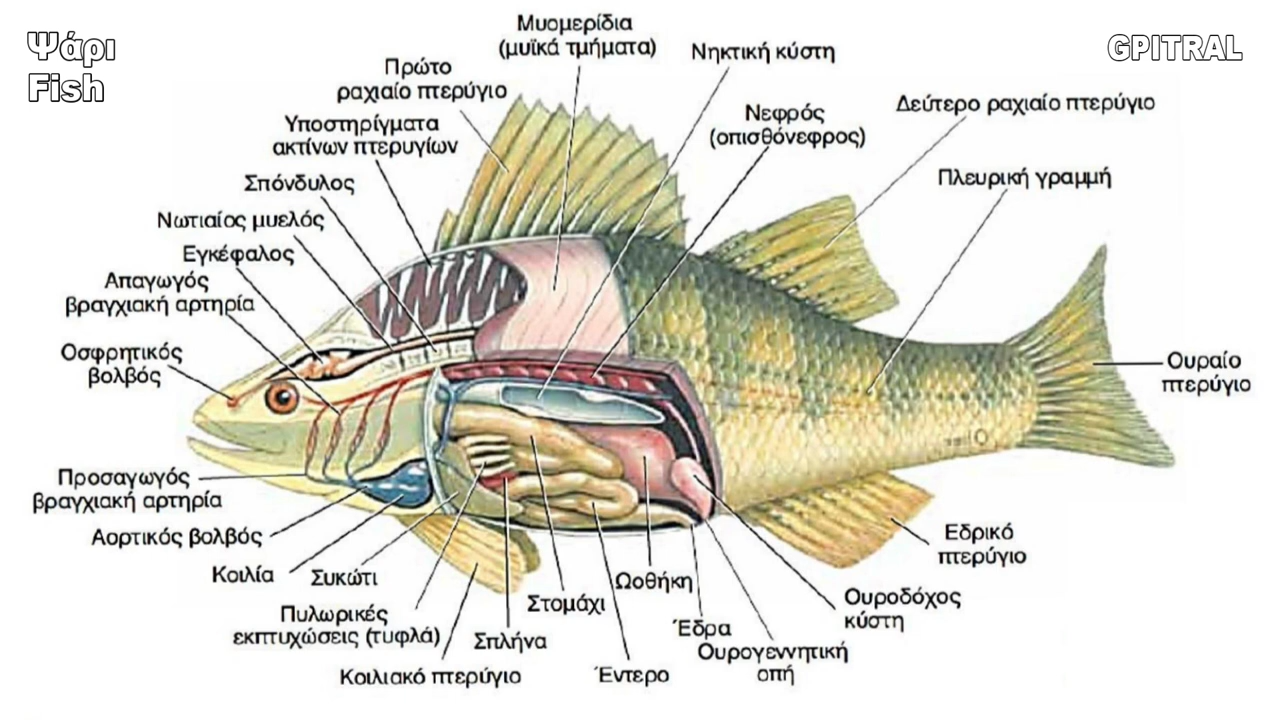 Ψάρι
Fish
GPITRAL
Μυομερίδια
(μυϊκά τμήματα)
Νηκτική κύστη
Πρώτο
ραχιαίο πτερύγιο
Δεύτερο ραχιαίο πτερύγιο
Νεφρός
(οπισθόνεφρος)
Υποστηρίγματα
ακτίνων πτερυγίων
Πλευρική γραμμή
Σπόνδυλος
Νωτιαίος μυελός
Εγκέφαλος
Απαγωγός
βραγχιακή αρτηρία
Οσφρητικός
βολβός
Ουραίο
πτερύγιο
Προσαγωγός
βραγχιακή αρτηρία
Αορτικός βολβός
Κοιλία
Συκώτι
Πυλωρικές
εκπτυχώσεις (τυφλά)
Κοιλιακό πτερύγιο
Σπλήνα
Στομάχι
Έντερο
Ωοθήκη
Έδρα
Ουρογεννητική
οπή
Ουροδόχος
κύστη
Εδρικό
πτερύγιο